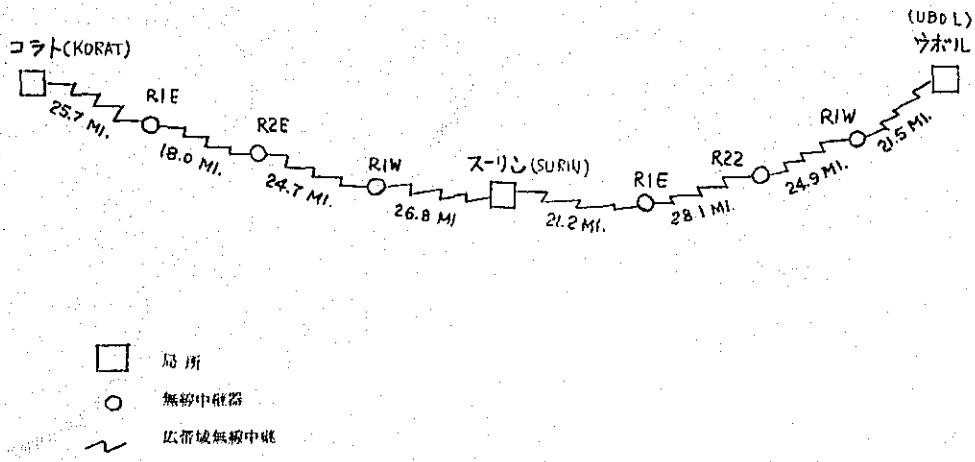 (UBOL)
コラト(KORAT)
ウボル
R1E
R2E
R1W
スーリン(SURIN)
R1E
R22
R1W
25.7 MI.
18.0 MI.
24.7 MI.
26.8 MI
21.2 MI.
28.1 MI.
24.9 MI.
21.5 MI.
局所
無線中継器
広帯域無線中継